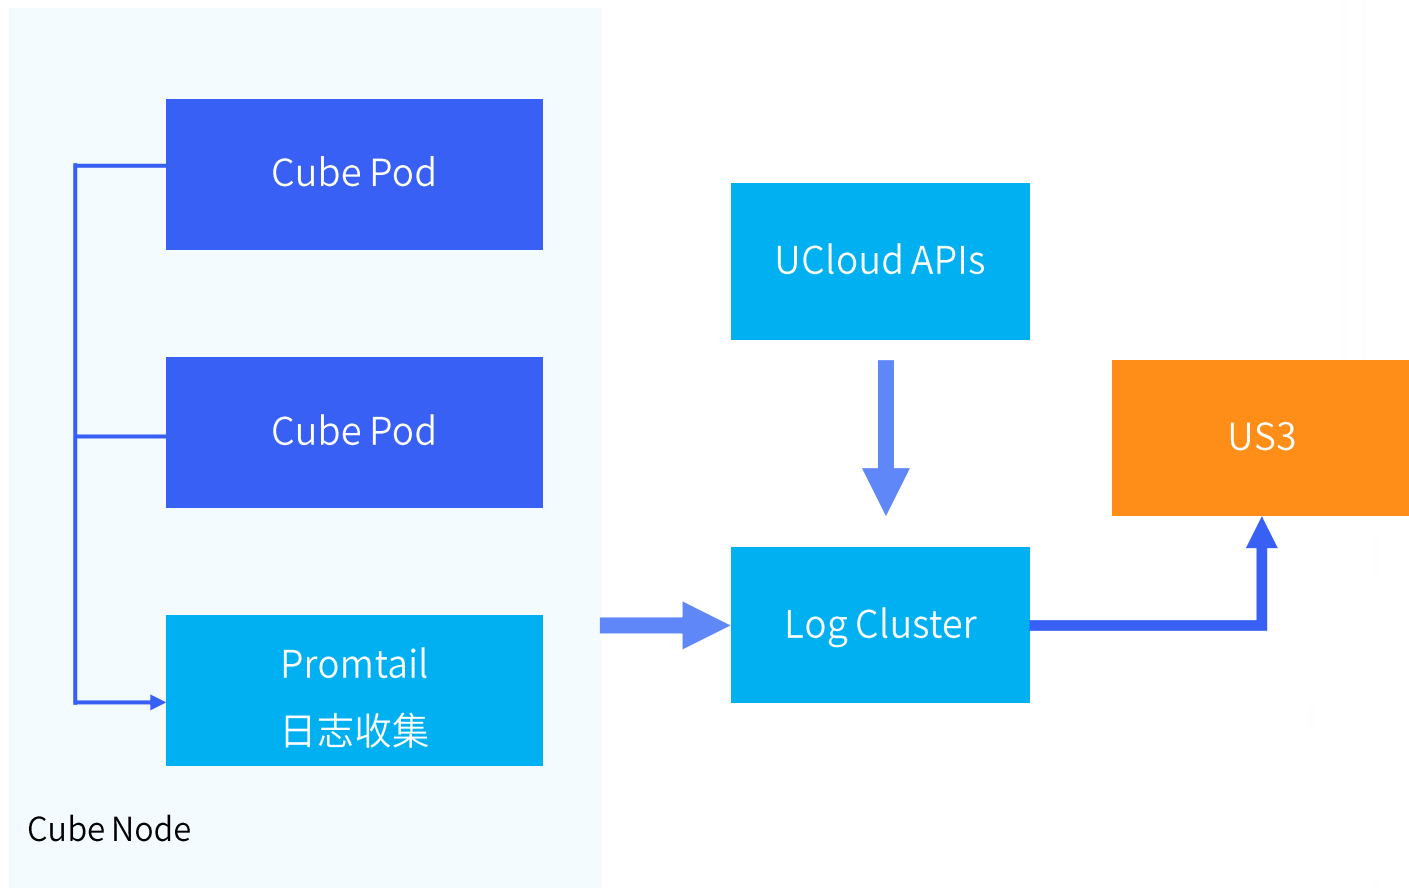 Cube Pod
Cube Pod
Promtail
日志收集
Cube Node
UCloud APIs
Log Cluster
US3